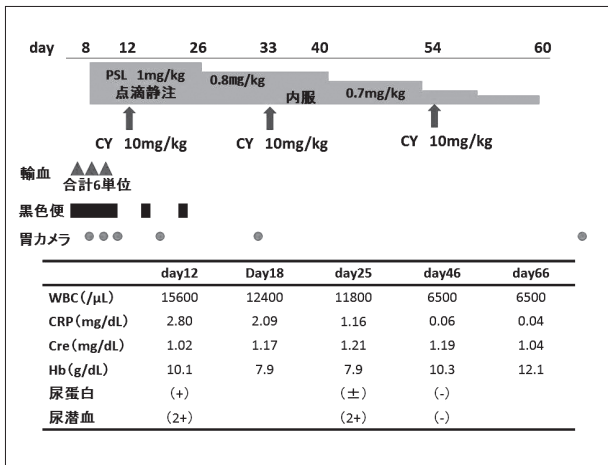 day 8 12 26 33 40 54 60
PSL 1mg/kg 0.8㎎/kg
点滴静注 内服 0.7mg/kg
CY 10mg/kg CY 10mg/kg CY 10mg/kg
輸血
合計6単位
黒色便
胃カメラ
day12 Day18 day25 day46 day66
WBC(/μL) 15600 12400 11800 6500 6500
CRP(mg/dL) 2.80 2.09 1.16 0.06 0.04
Cre(mg/dL) 1.02 1.17 1.21 1.19 1.04
Hb(g/dL) 10.1 7.9 7.9 10.3 12.1
尿蛋白 (+) (±) (-)
尿潜血 (2+) (2+) (-)